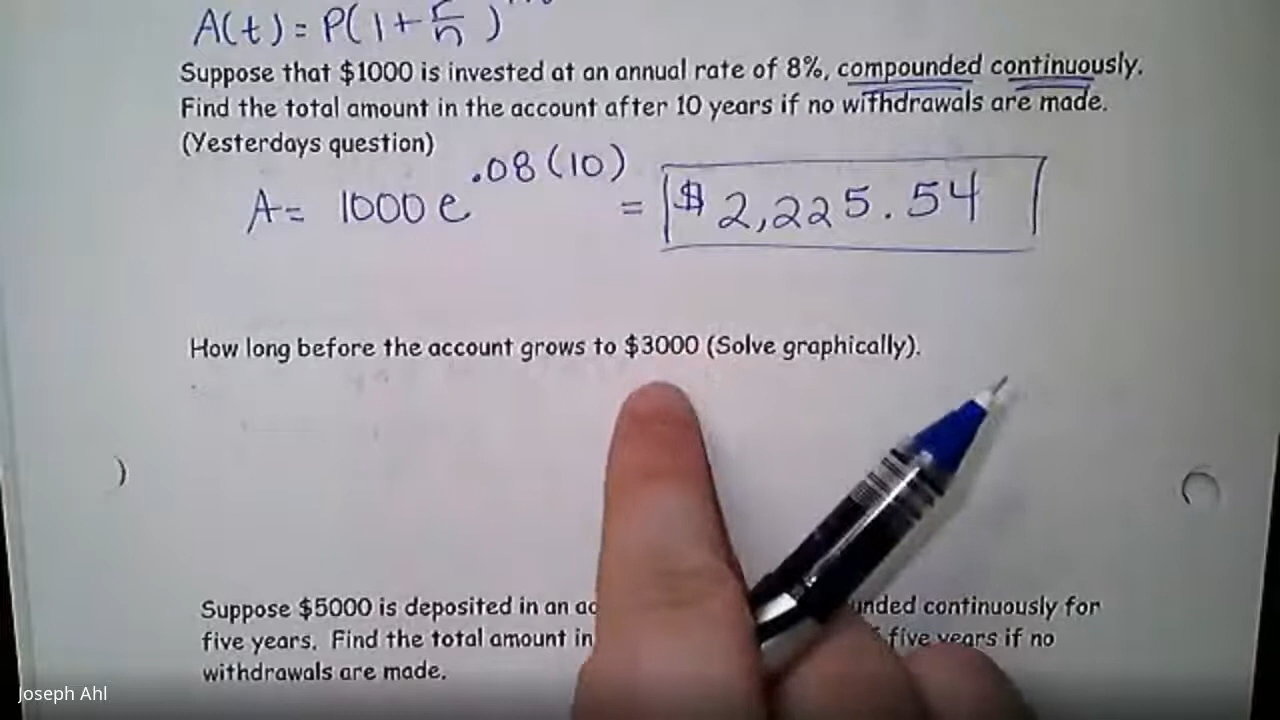 A(t) = P(1 + r/n)
Suppose that $1000 is invested at an annual rate of 8%, compounded continuously.
Find the total amount in the account after 10 years if no withdrawals are made.
(Yesterdays question)
A = 1000 e^.08(10) = $ 2,225.54
How long before the account grows to $3000 (Solve graphically).
Suppose $5000 is deposited in an continuously for
five years. Find the total amount in five years if no
withdrawals are made.
Joseph Ahl